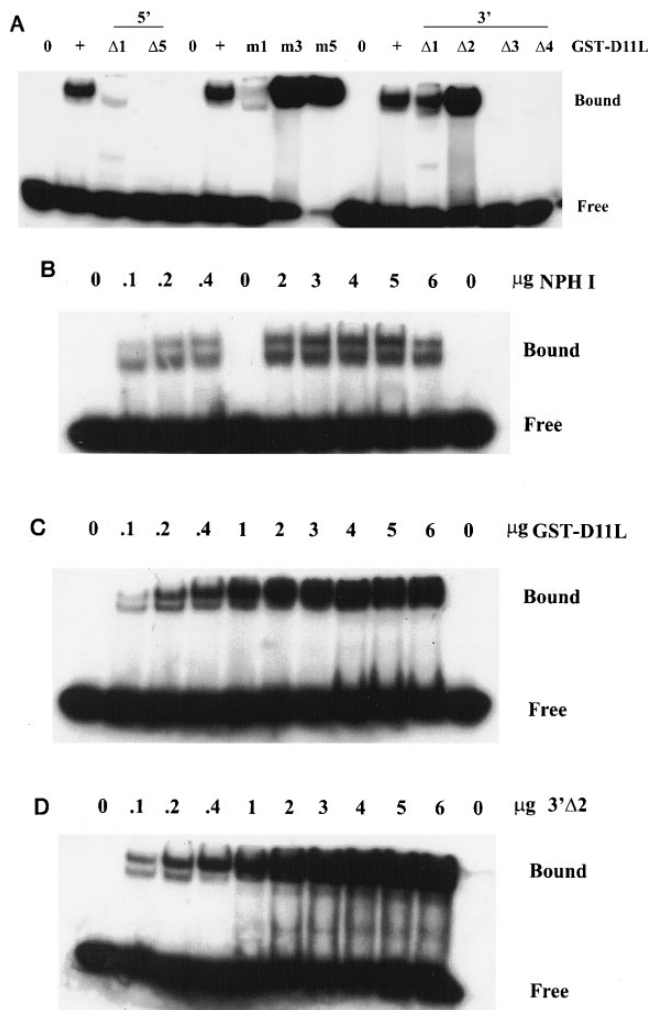 A
5' 3'
0 + Δ1 Δ5 0 + m1 m3 m5 0 + Δ1 Δ2 Δ3 Δ4 GST-D11L
Bound
Free
B
0 .1 .2 .4 0 2 3 4 5 6 0 µg NPH I
Bound
Free
C
0 .1 .2 .4 1 2 3 4 5 6 0 µg GST-D11L
Bound
Free
D
0 .1 .2 .4 1 2 3 4 5 6 0 µg 3'Δ2
Bound
Free